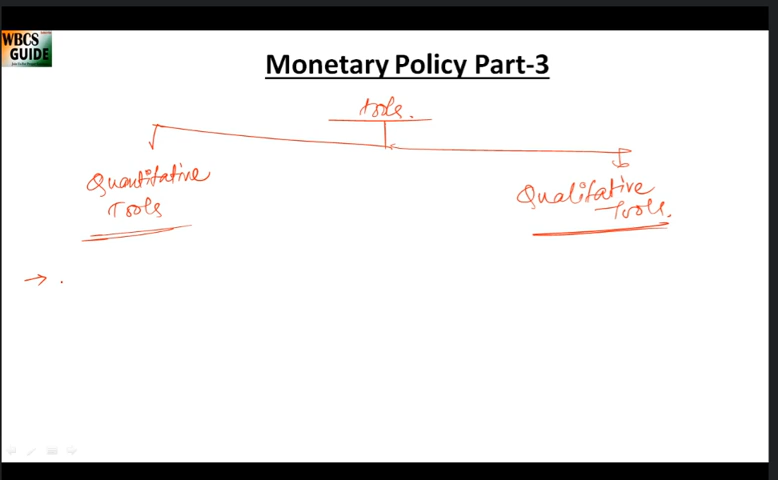 WBCS
GUIDE
Monetary Policy Part-3
tools.
Quantitative
Tools
Qualitative
Tools.